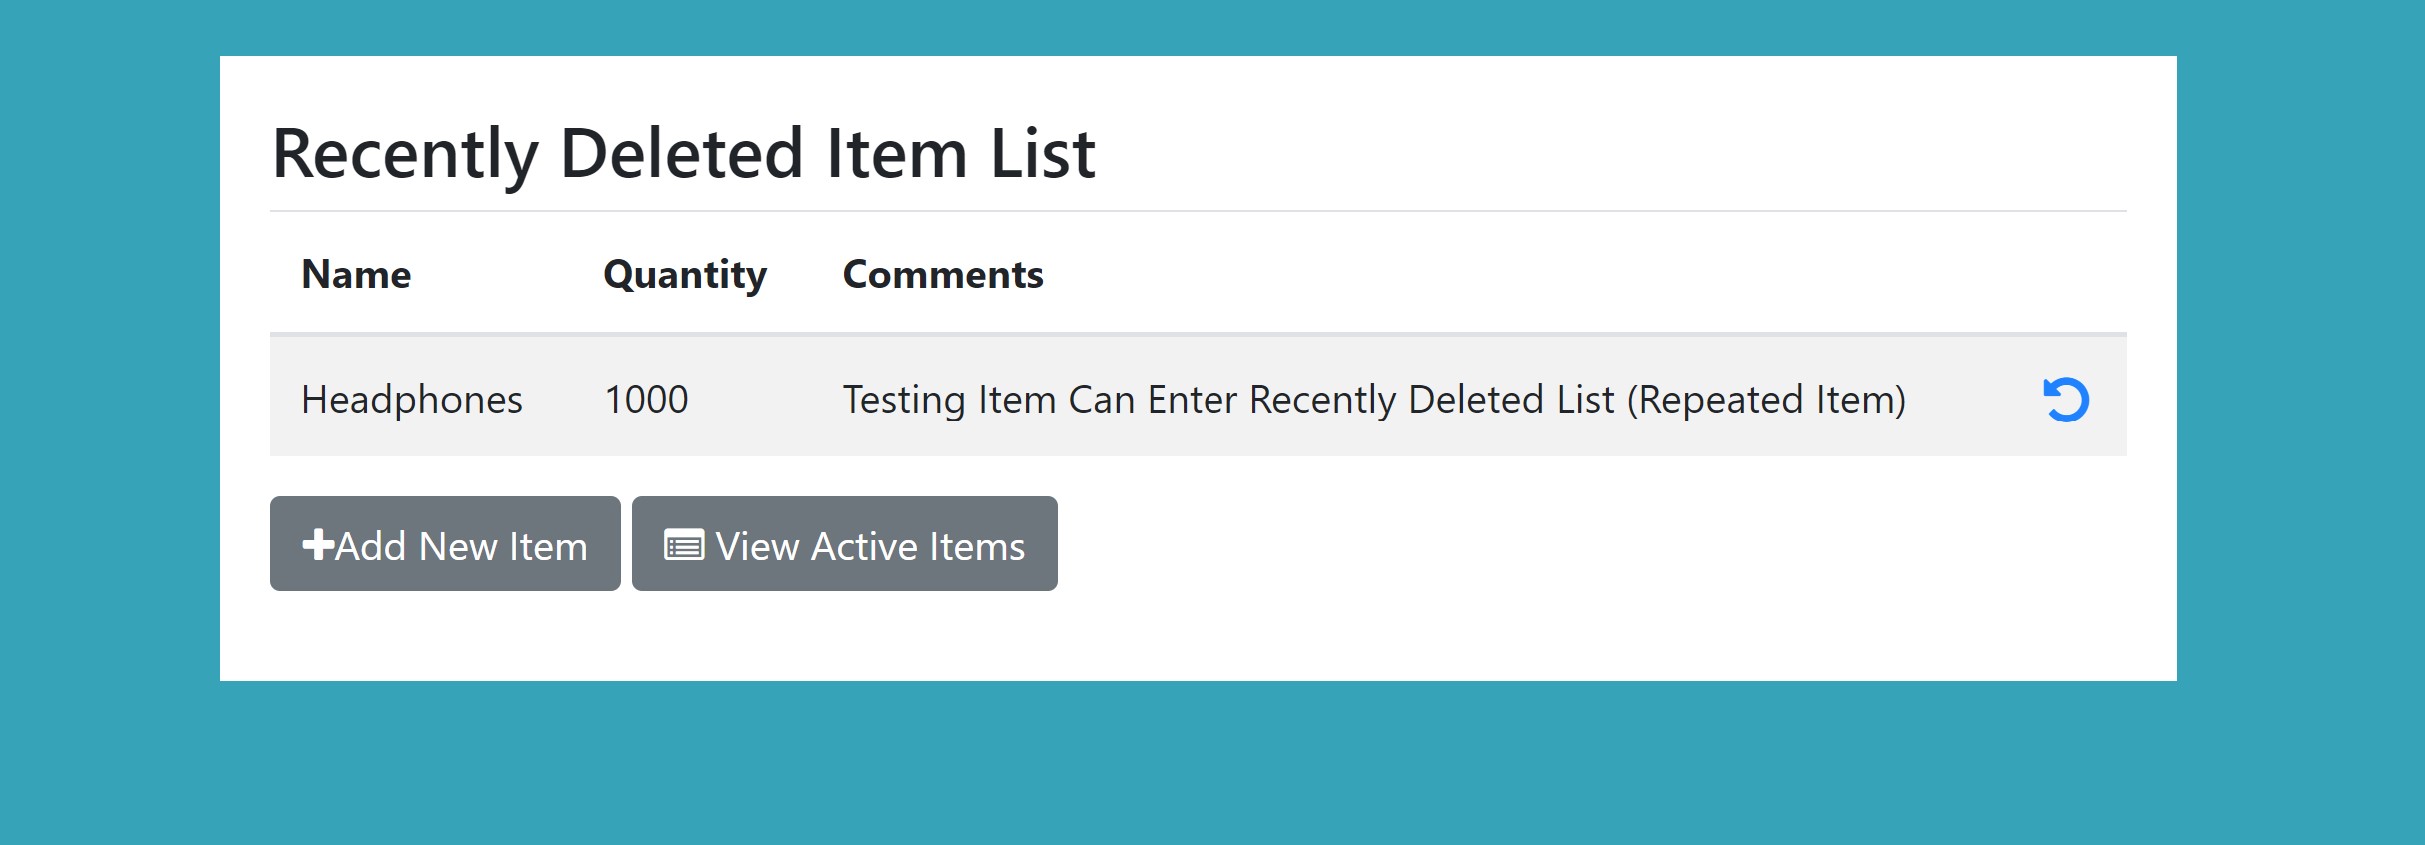 Recently Deleted Item List
Name Quantity Comments
Headphones 1000 Testing Item Can Enter Recently Deleted List (Repeated Item)
Add New Item View Active Items